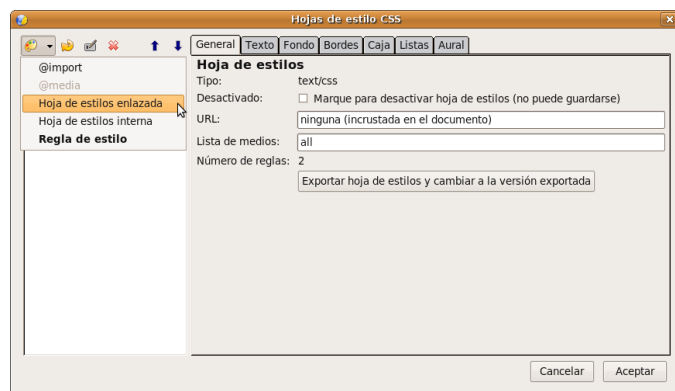 Hojas de estilo CSS
General Texto Fondo Bordes Caja Listas Aural
@import
@media
Hoja de estilos enlazada
Hoja de estilos interna
Regla de estilo
Hoja de estilos
Tipo: text/css
Desactivado: Marque para desactivar hoja de estilos (no puede guardarse)
URL: ninguna (incrustada en el documento)
Lista de medios: all
Número de reglas: 2
Exportar hoja de estilos y cambiar a la versión exportada
Cancelar Aceptar